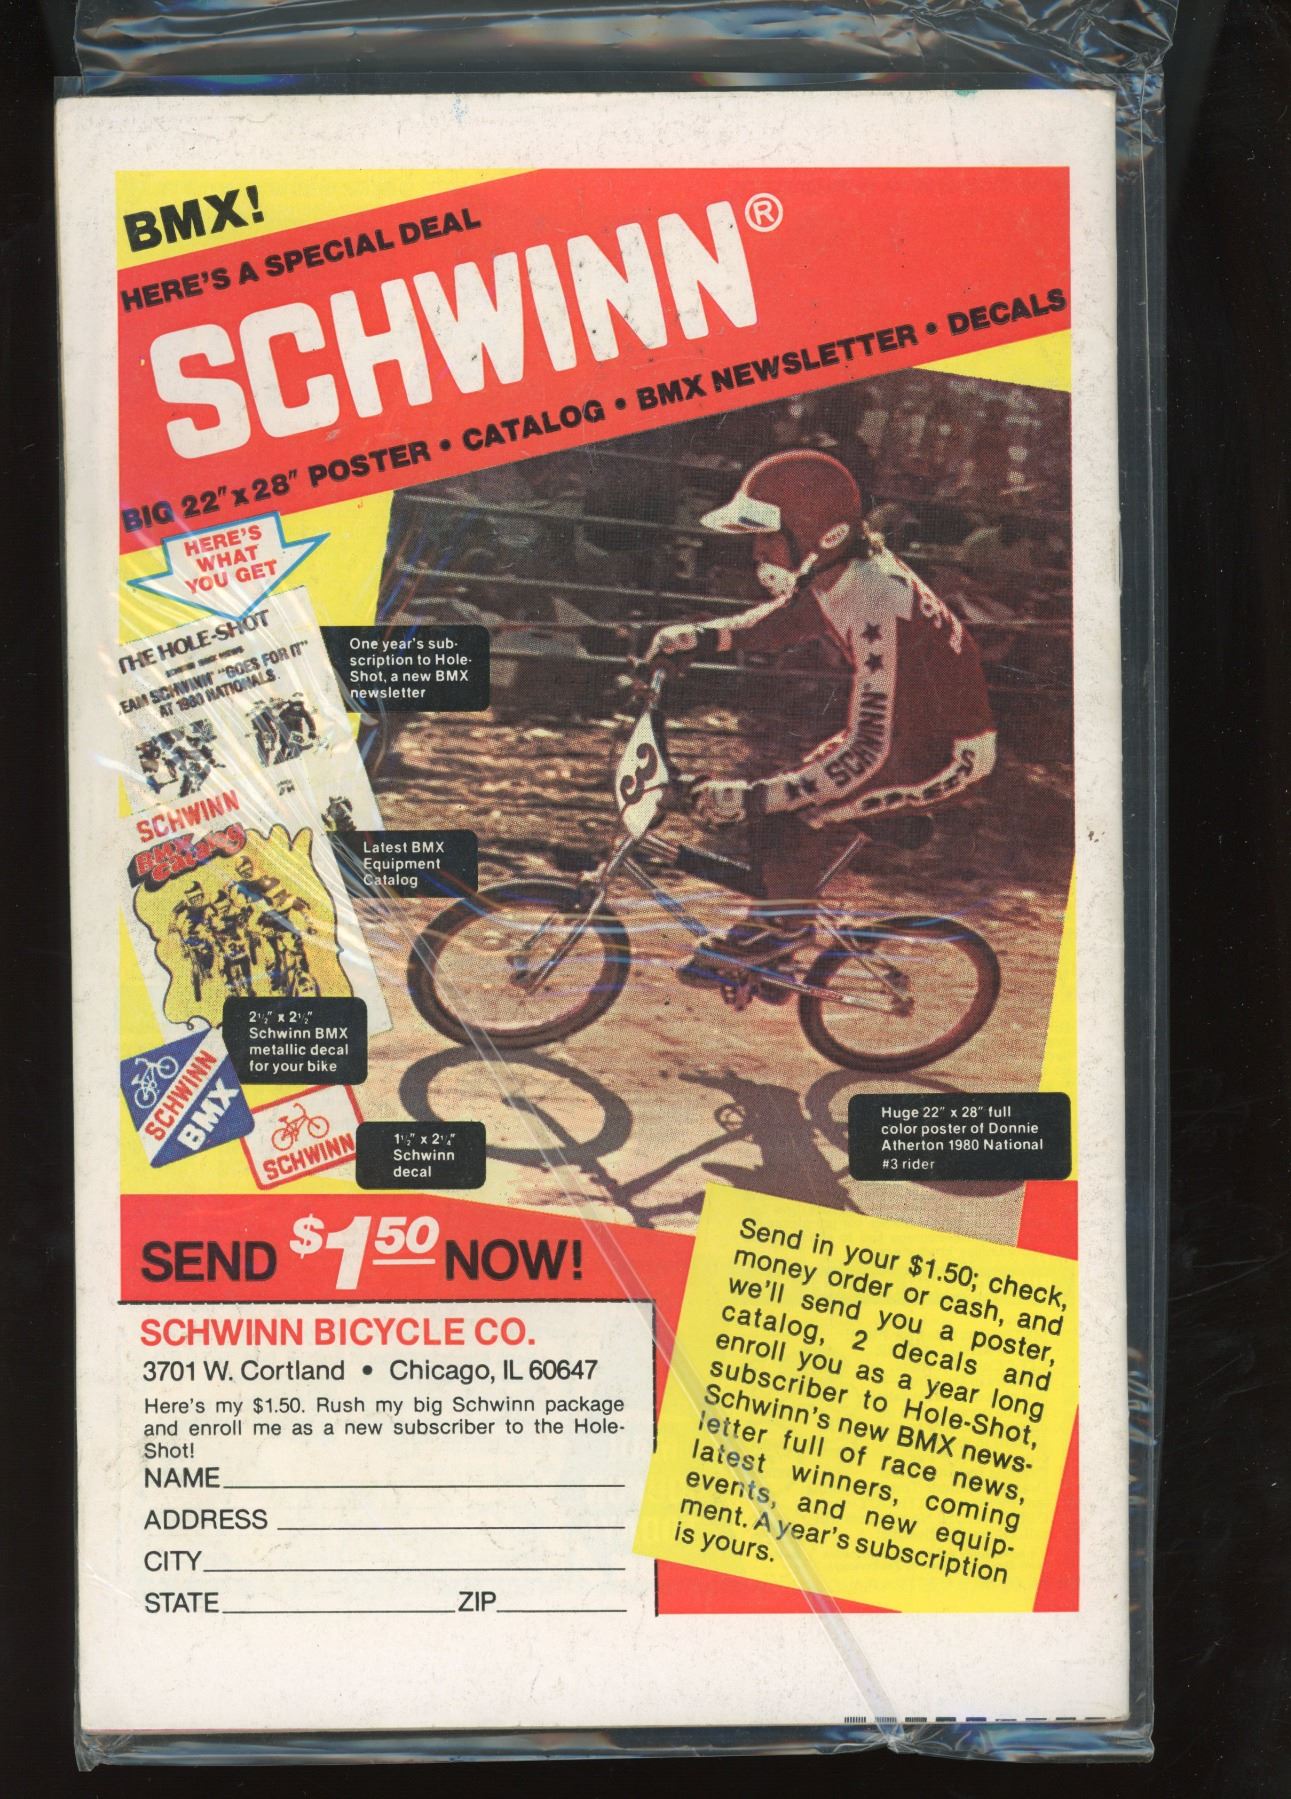 BMX!
HERE'S A SPECIAL DEAL
SCHWINN®
BIG 22" x 28" POSTER • CATALOG • BMX NEWSLETTER • DECALS
HERE'S
WHAT
YOU GET
THE HOLE-SHOT
TEAM SCHWINN "GOES FOR IT"
AT 1980 NATIONALS
One year's sub-
scription to Hole-
Shot, a new BMX
newsletter
3
SCHWINN
SCHWINN
BMX
Catalog
Latest BMX
Equipment
Catalog
2½" x 2½"
Schwinn BMX
metallic decal
for your bike
SCHWINN
BMX
SCHWINN
1½" x 2¼"
Schwinn
decal
Huge 22" x 28" full
color poster of Donnie
Atherton 1980 National
#3 rider
SEND $1.50 NOW!
SCHWINN BICYCLE CO.
3701 W. Cortland • Chicago, IL 60647
Here's my $1.50. Rush my big Schwinn package
and enroll me as a new subscriber to the Hole-
Shot!
NAME
ADDRESS
CITY
STATE ZIP
Send in your $1.50; check,
money order or cash, and
we'll send you a poster,
catalog, 2 decals and
enroll you as a year long
subscriber to Hole-Shot,
Schwinn's new BMX news-
letter full of race news,
latest winners, coming
events, and new equip-
ment. A year's subscription
is yours.